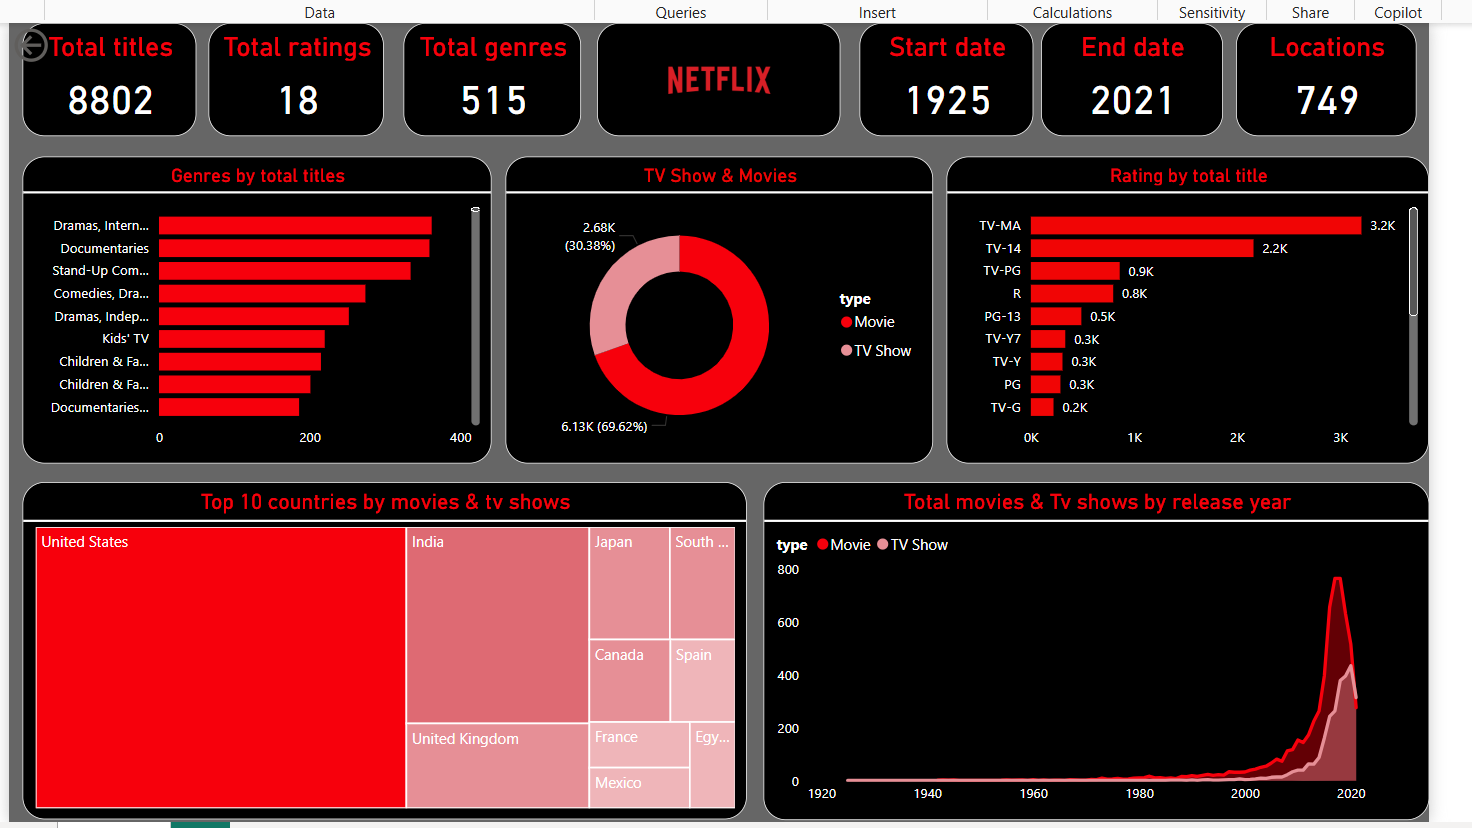 Data Queries Insert Calculations Sensitivity Share Copilot
Total titles
8802
Total ratings
18
Total genres
515
NETFLIX
Start date
1925
End date
2021
Locations
749
Genres by total titles
Dramas, Intern...
Documentaries
Stand-Up Com...
Comedies, Dra...
Dramas, Indep...
Kids' TV
Children & Fa...
Children & Fa...
Documentaries...
0 200 400
TV Show & Movies
2.68K
(30.38%)
6.13K (69.62%)
type
Movie
TV Show
Rating by total title
TV-MA 3.2K
TV-14 2.2K
TV-PG 0.9K
R 0.8K
PG-13 0.5K
TV-Y7 0.3K
TV-Y 0.3K
PG 0.3K
TV-G 0.2K
0K 1K 2K 3K
Top 10 countries by movies & tv shows
United States
India
United Kingdom
Japan
South ...
Canada
Spain
France
Egy...
Mexico
Total movies & Tv shows by release year
type Movie TV Show
800
600
400
200
0
1920 1940 1960 1980 2000 2020